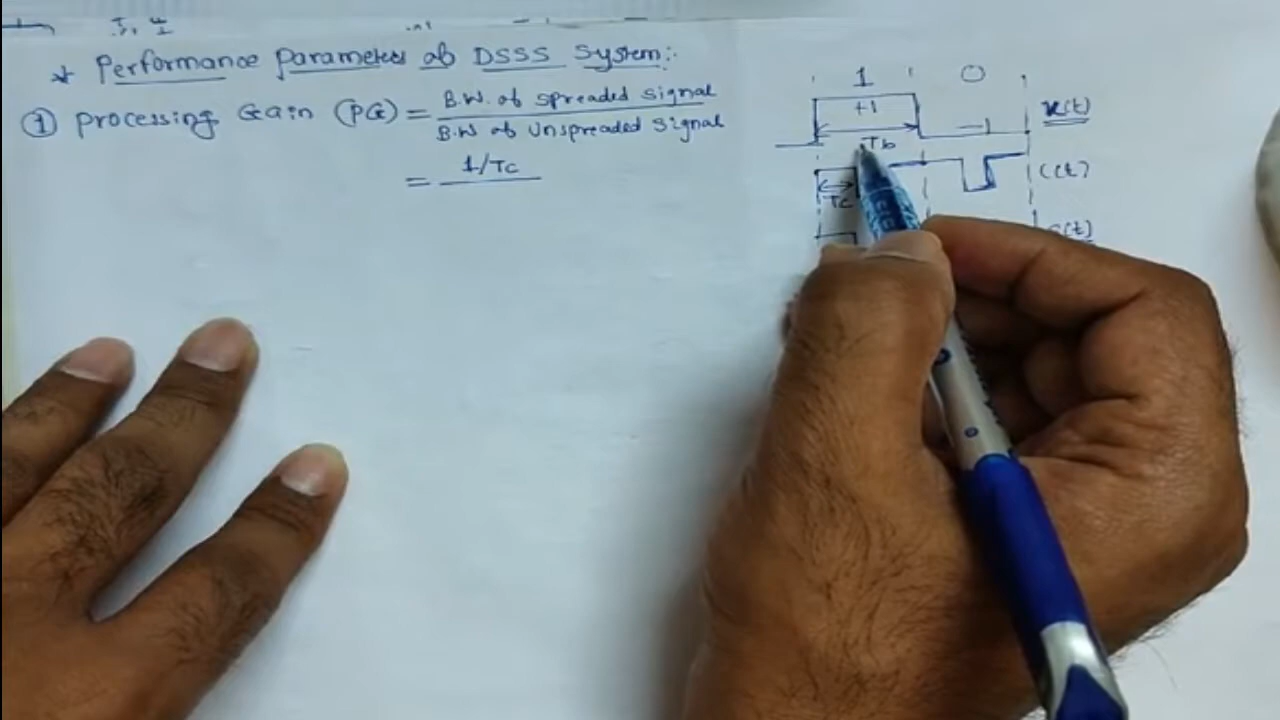 * Performance Parameters of DSSS System:-
① Processing Gain (PG) = B.W. of Spreaded Signal
B.W of Unspreaded Signal
= 1/Tc
1 0
+1 x(t)
-1
Tb
c(t)
Tc
(t)